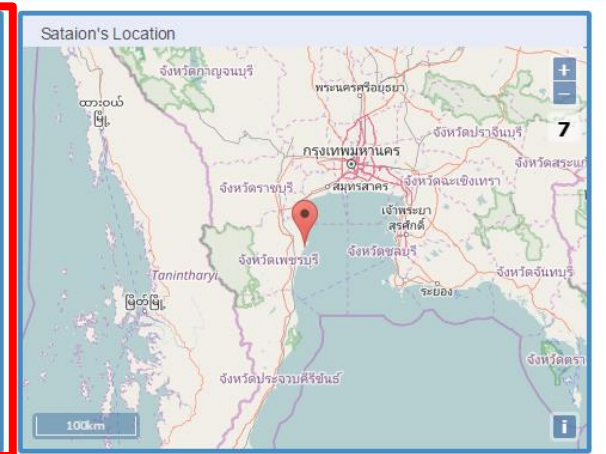 Sataion's Location
จังหวัดกาญจนบุรี
พระนครศรีอยุธยา
ထားဝယ်
မြို့
+
−
7
กรุงเทพมหานคร
จังหวัดปราจีนบุรี
จังหวัดสระแก้
จังหวัดราชบุรี
สมุทรสาคร
จังหวัดฉะเชิงเทรา
เจ้าพระยา
สุรศักดิ์
จังหวัดเพชรบุรี
จังหวัดชลบุรี
Tanintharyi
จังหวัดจันทบุรี
ระยอง
မြိတ်မြို့
จังหวัดตรา
จังหวัดประจวบคีรีขันธ์
100km
i